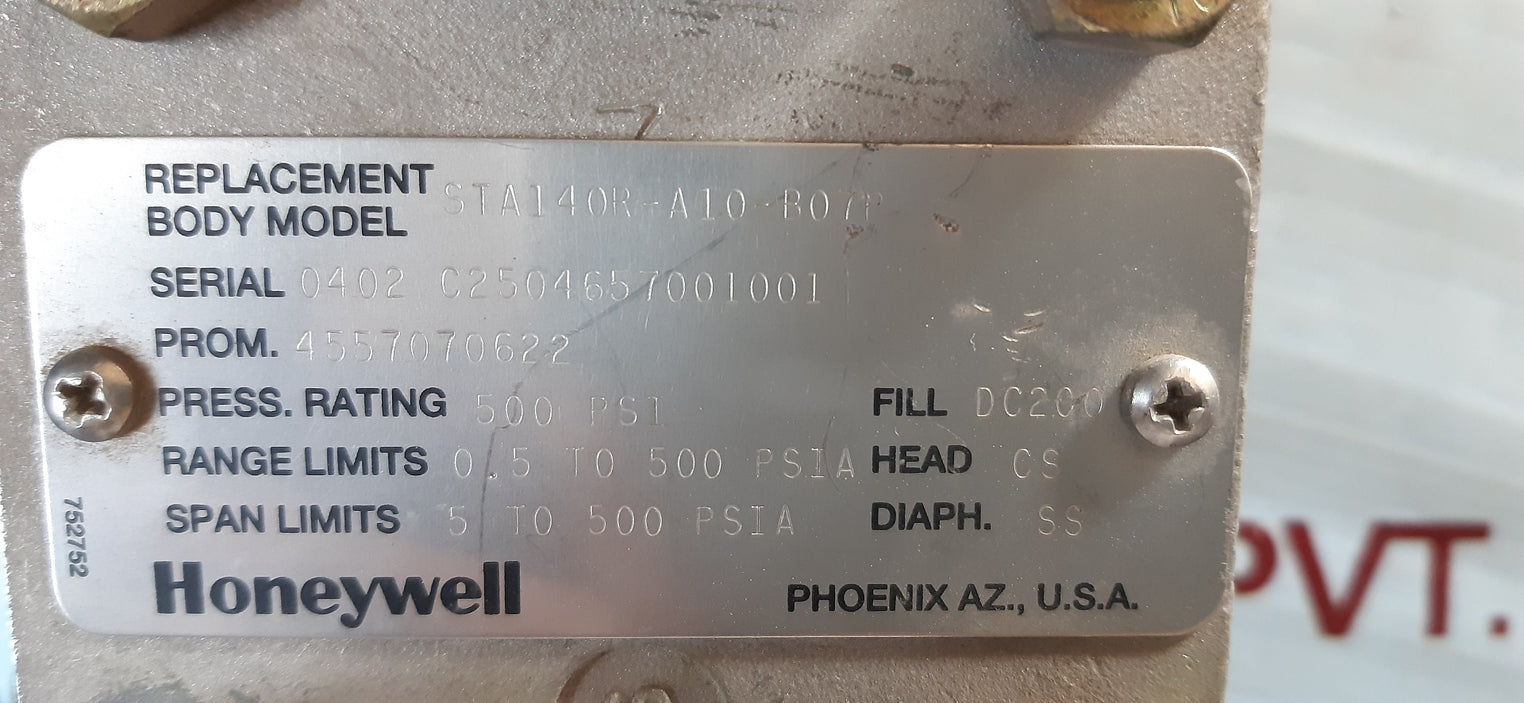 REPLACEMENT
BODY MODEL STA140R-A10-B07P
SERIAL 0402 C2504657001001
PROM. 4557070622
PRESS. RATING 500 PSI FILL DC200
RANGE LIMITS 0.5 TO 500 PSIA HEAD CS
SPAN LIMITS 5 TO 500 PSIA DIAPH. SS
752752
Honeywell PHOENIX AZ., U.S.A.
PVT.